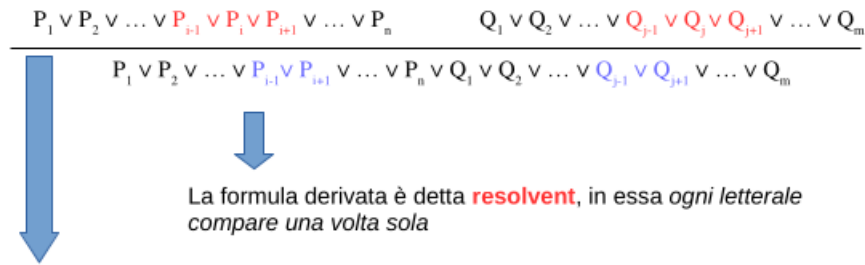 P₁ ∨ P₂ ∨ … ∨ Pᵢ₋₁ ∨ Pᵢ ∨ Pᵢ₊₁ ∨ … ∨ Pₙ Q₁ ∨ Q₂ ∨ … ∨ Qⱼ₋₁ ∨ Qⱼ ∨ Qⱼ₊₁ ∨ … ∨ Qₘ
P₁ ∨ P₂ ∨ … ∨ Pᵢ₋₁ ∨ Pᵢ₊₁ ∨ … ∨ Pₙ ∨ Q₁ ∨ Q₂ ∨ … ∨ Qⱼ₋₁ ∨ Qⱼ₊₁ ∨ … ∨ Qₘ
La formula derivata è detta resolvent, in essa ogni letterale
compare una volta sola